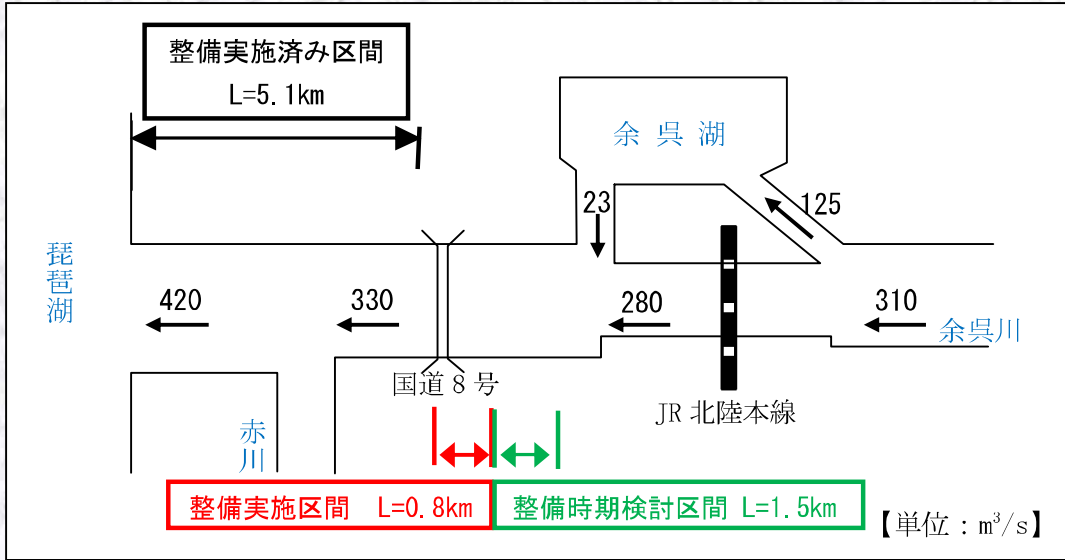 整備実施済み区間
L=5.1km
余呉湖
23
125
琵琶湖
420
330
280
310
余呉川
国道8号
JR北陸本線
赤川
整備実施区間 L=0.8km
整備時期検討区間 L=1.5km
【単位：m³/s】